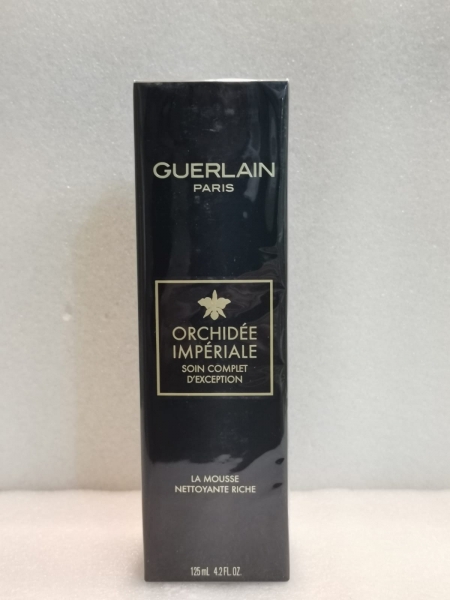 GUERLAIN
PARIS
ORCHIDÉE
IMPÉRIALE
SOIN COMPLET
D'EXCEPTION
LA MOUSSE
NETTOYANTE RICHE
125 mL 4.2 FL. OZ.